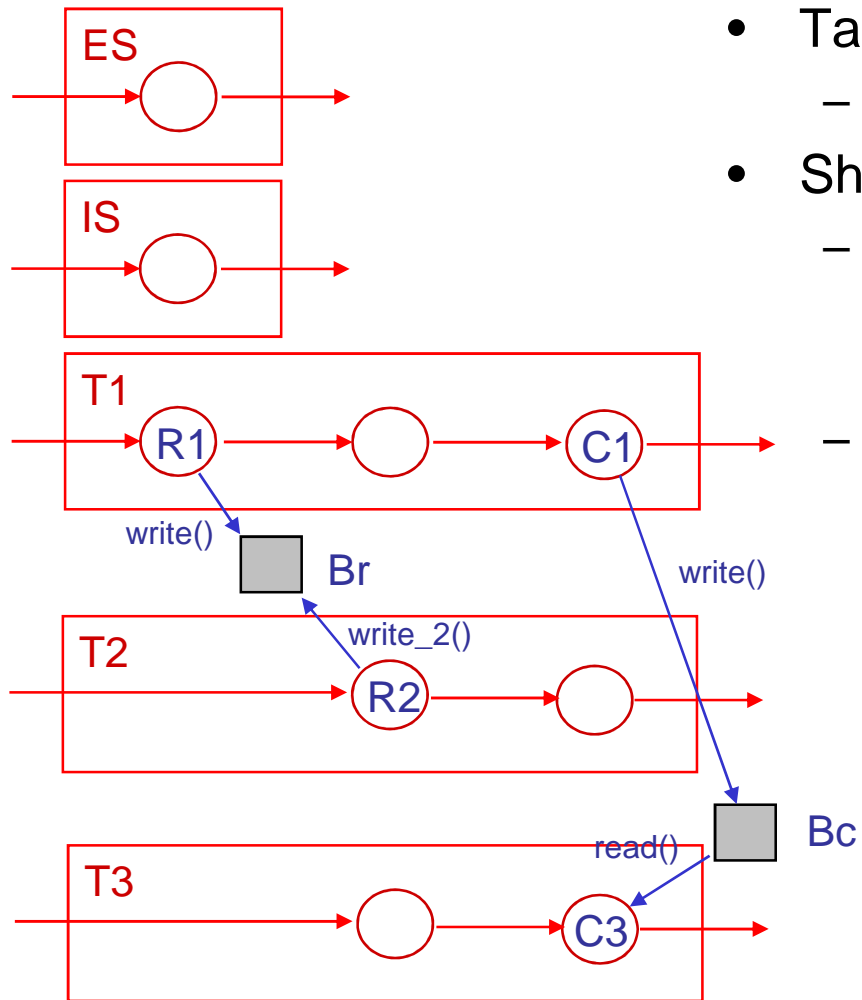 ES
• Ta
–
• Sh
–
IS
T1
R1
C1
–
write()
Br
write()
T2
write_2()
R2
Bc
read()
T3
C3